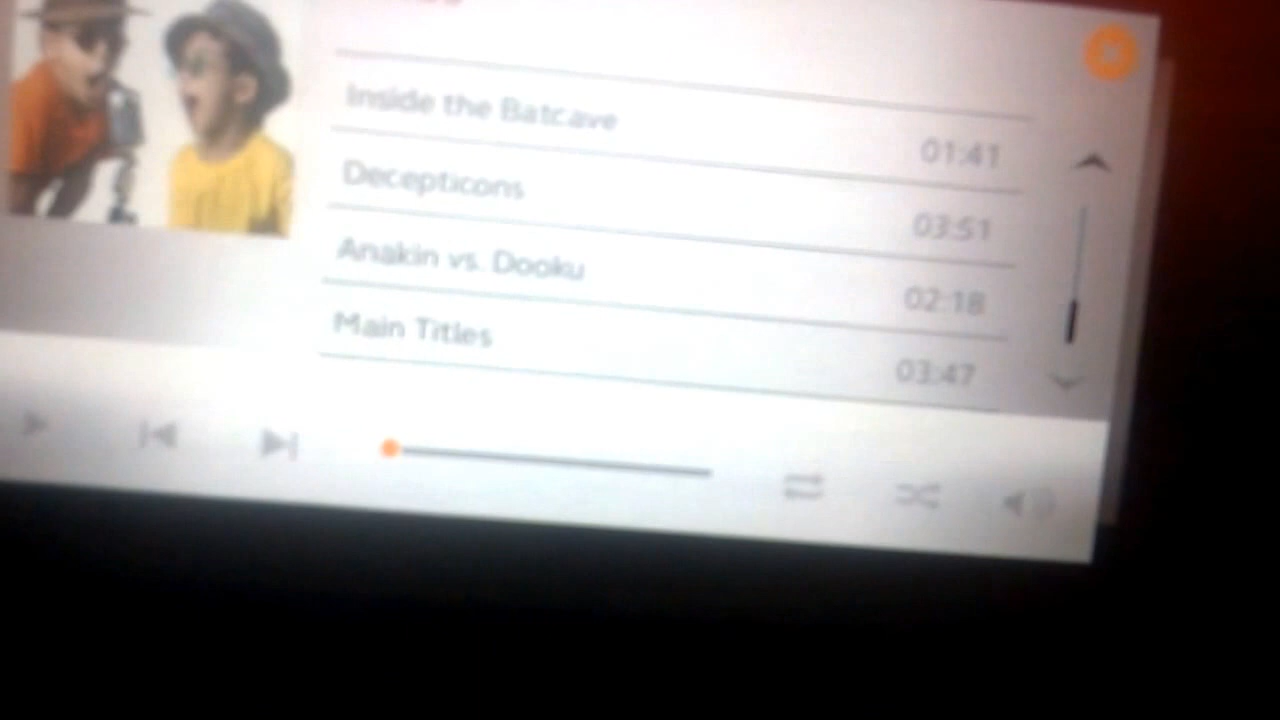 Inside the Batcave 01:41
Decepticons 03:51
Anakin vs. Dooku 02:18
Main Titles 03:47